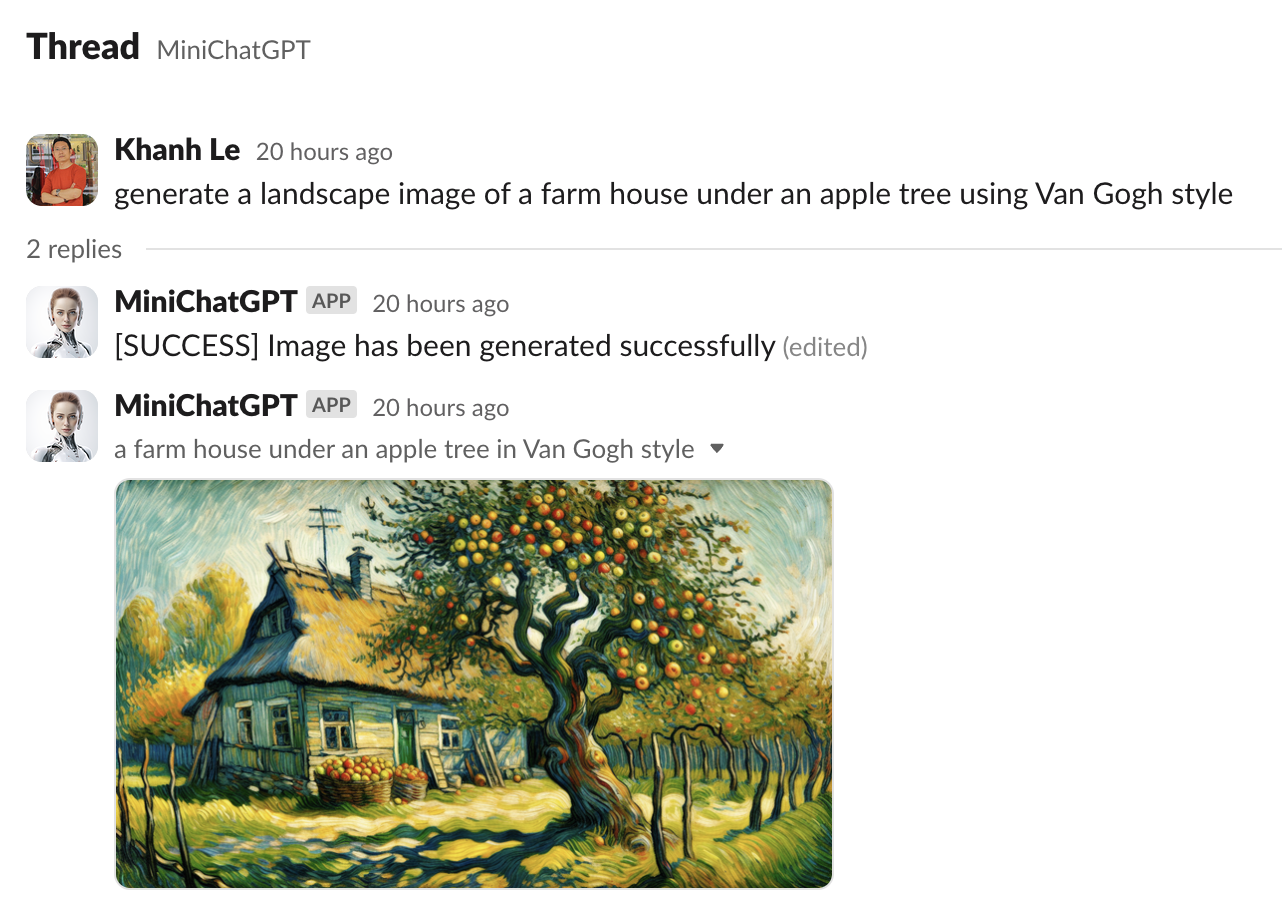 Thread MiniChatGPT
Khanh Le 20 hours ago
generate a landscape image of a farm house under an apple tree using Van Gogh style
2 replies
MiniChatGPT APP 20 hours ago
[SUCCESS] Image has been generated successfully (edited)
MiniChatGPT APP 20 hours ago
a farm house under an apple tree in Van Gogh style